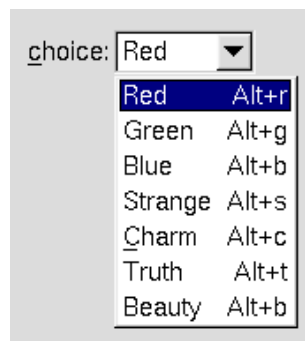 choice: Red
Red Alt+r
Green Alt+g
Blue Alt+b
Strange Alt+s
Charm Alt+c
Truth Alt+t
Beauty Alt+b